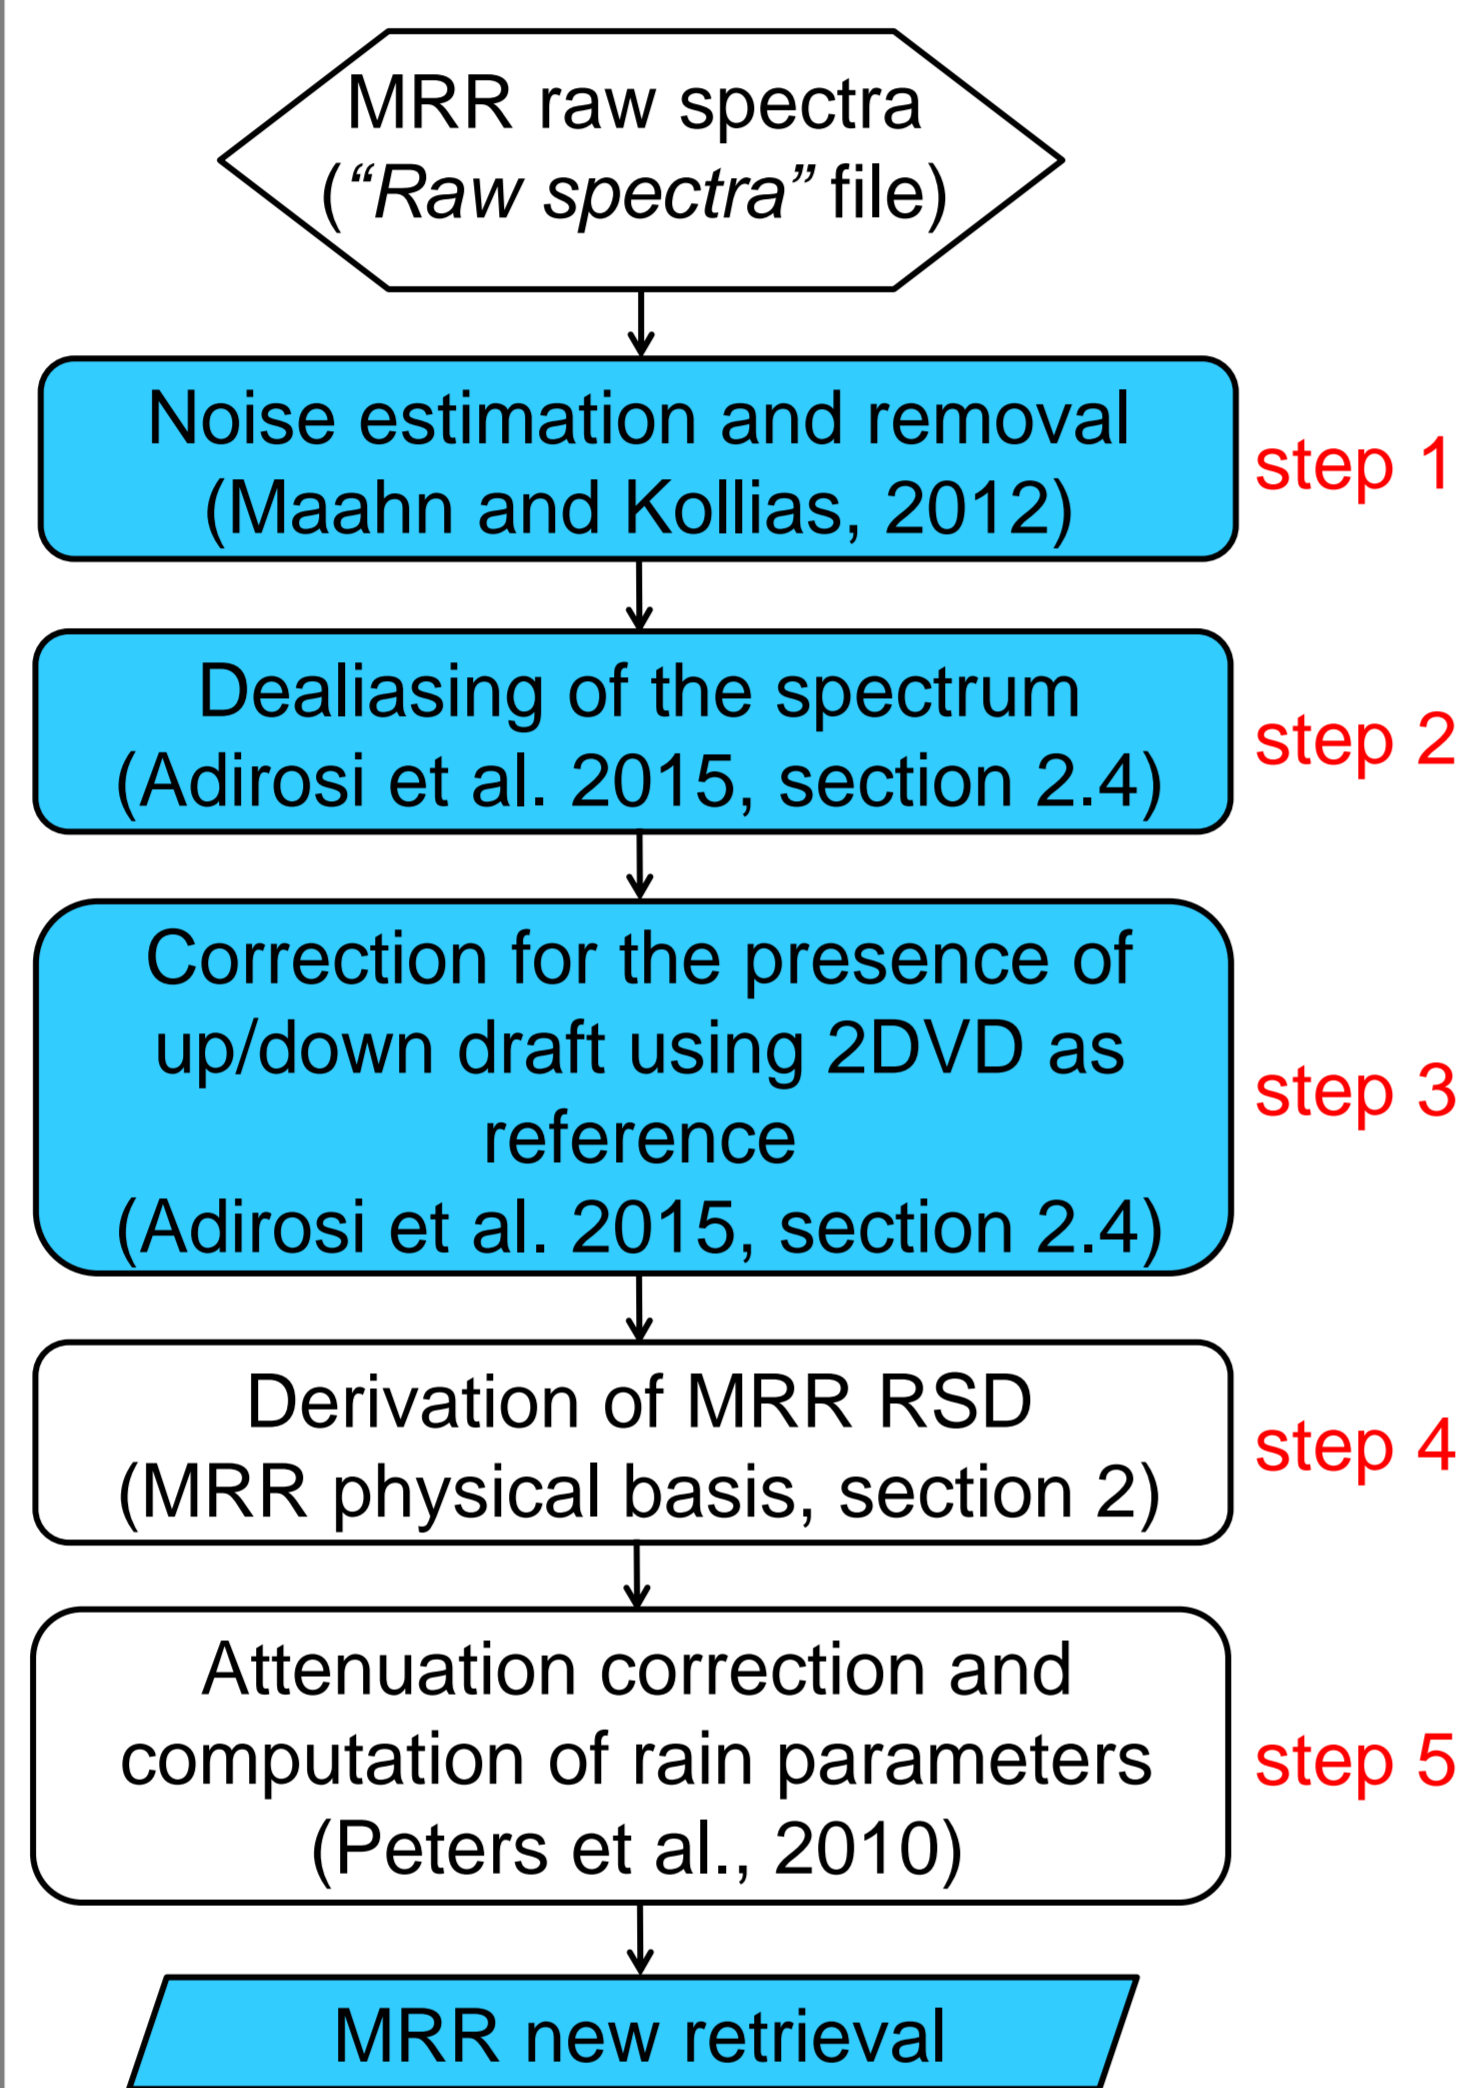 MRR raw spectra
(“Raw spectra” file)
Noise estimation and removal
(Maahn and Kollias, 2012)
step 1
Dealiasing of the spectrum
(Adirosi et al. 2015, section 2.4)
step 2
Correction for the presence of
up/down draft using 2DVD as
reference
(Adirosi et al. 2015, section 2.4)
step 3
Derivation of MRR RSD
(MRR physical basis, section 2)
step 4
Attenuation correction and
computation of rain parameters
(Peters et al., 2010)
step 5
MRR new retrieval